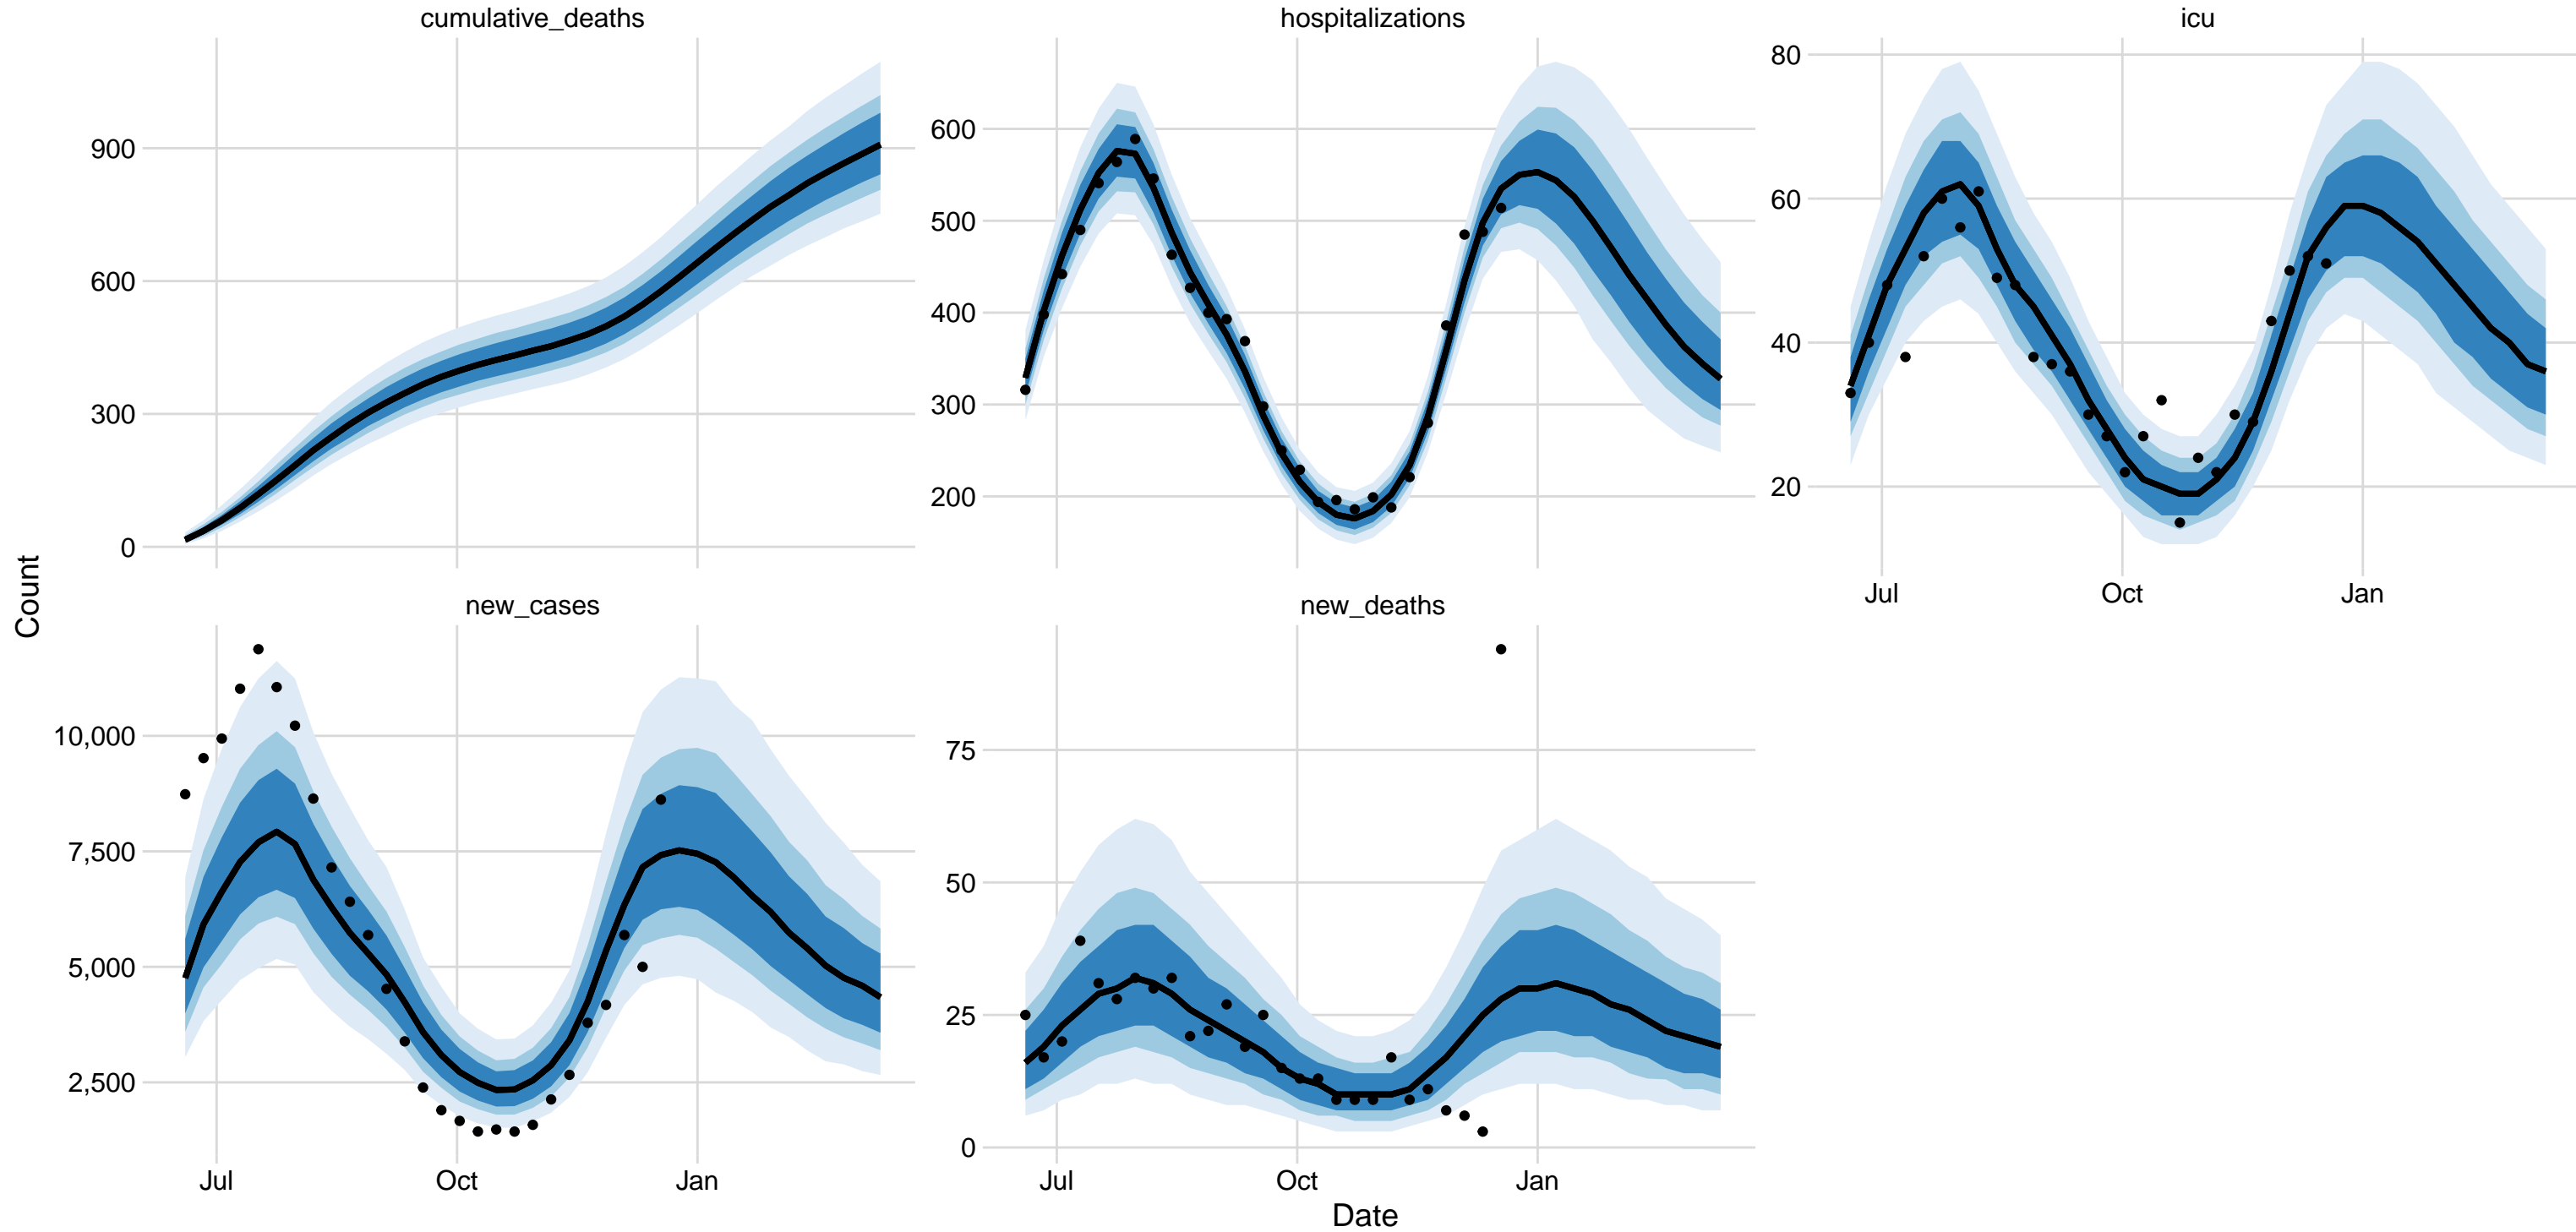 cumulative_deaths
hospitalizations
icu
900
600
300
0
600
500
400
300
200
80
60
40
20
Jul
Oct
Jan
Count
new_cases
new_deaths
10,000
7,500
5,000
2,500
75
50
25
0
Jul
Oct
Jan
Jul
Oct
Jan
Date